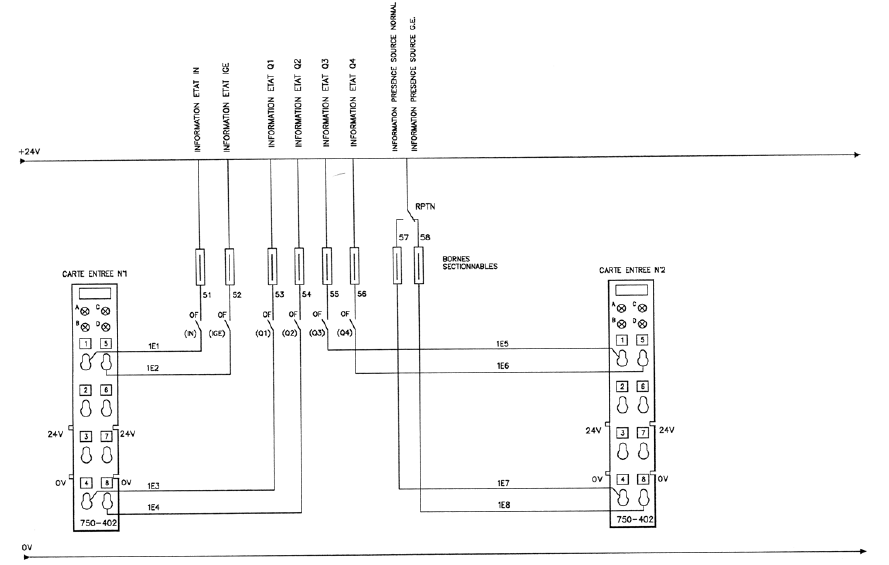 INFORMATION ETAT IN
INFORMATION ETAT IGE
INFORMATION ETAT Q1
INFORMATION ETAT Q2
INFORMATION ETAT Q3
INFORMATION ETAT Q4
INFORMATION PRESENCE SOURCE NORMAL
INFORMATION PRESENCE SOURCE G.E.
+24V
RPTN
57 58
BORNES
SECTIONNABLES
CARTE ENTREE N°1
CARTE ENTREE N°2
51 52 53 54 55 56
A C
B D
A C
B D
OF OF OF OF OF OF
(IN) (IGE) (Q1) (Q2) (Q3) (Q4)
1 5
1E1
1E5
1 5
1E2
1E6
2 6
2 6
24V 3 7 24V
24V 3 7 24V
0V 4 8 0V
1E3
1E7
0V 4 8 0V
1E4
1E8
750-402
750-402
0V